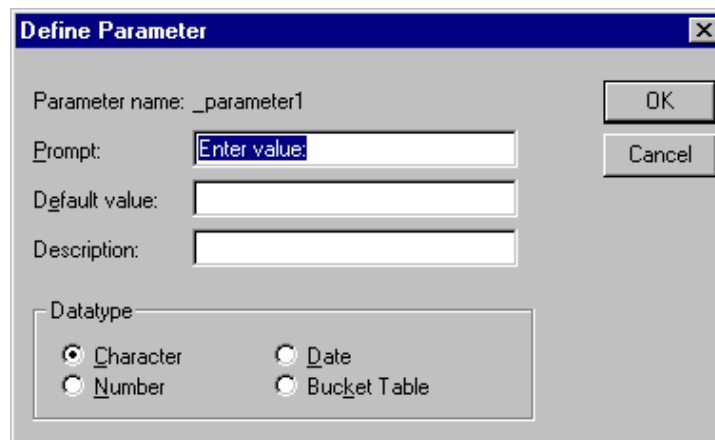 Define Parameter
Parameter name: _parameter1
OK
Prompt: Enter value:
Cancel
Default value:
Description:
Datatype
Character Date
Number Bucket Table